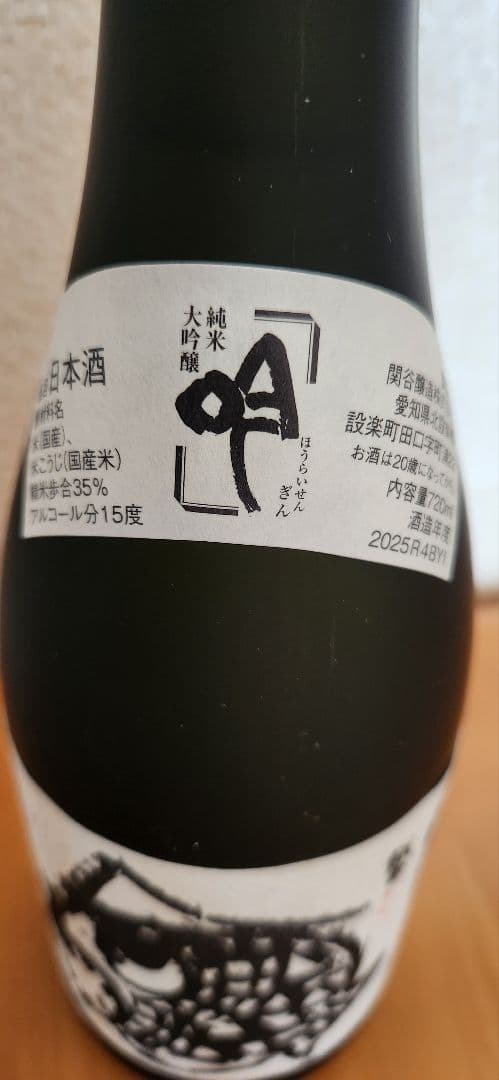 日本酒
材料名
米(国産)、
米こうじ(国産米)
精米歩合35%
アルコール分15度
純米
大吟醸
吟
ほうらいせん
ぎん
関谷醸造株
愛知県北設
設楽町田口字町
お酒は20歳になってから
内容量720ml
酒造年度
2025R4BY1